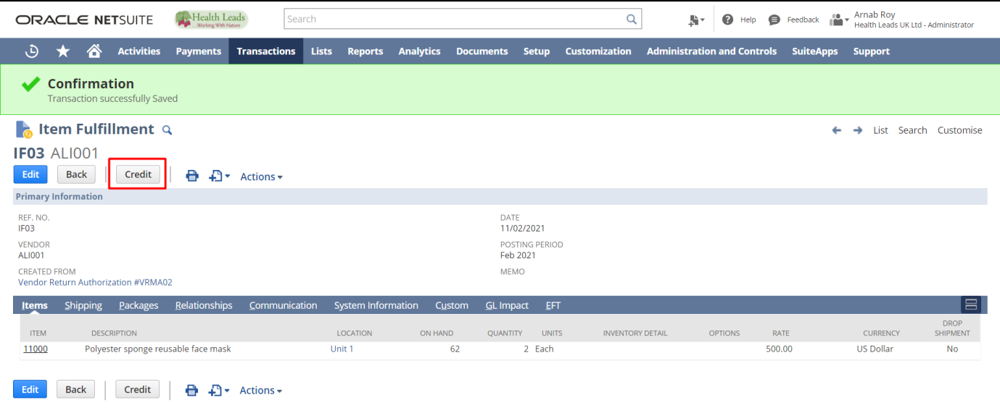 ORACLE NETSUITE
Health Leads
...Working With Nature
Search
Help
Feedback
Arnab Roy
Health Leads UK Ltd - Administrator
Activities Payments Transactions Lists Reports Analytics Documents Setup Customization Administration and Controls SuiteApps Support
Confirmation
Transaction successfully Saved
Item Fulfillment
List Search Customise
IF03 ALI001
Edit Back Credit Actions
Primary Information
REF. NO.
IF03
VENDOR
ALI001
CREATED FROM
Vendor Return Authorization #VRMA02
DATE
11/02/2021
POSTING PERIOD
Feb 2021
MEMO
Items Shipping Packages Relationships Communication System Information Custom GL Impact EFT
ITEM DESCRIPTION LOCATION ON HAND QUANTITY UNITS INVENTORY DETAIL OPTIONS RATE CURRENCY DROP SHIPMENT
11000 Polyester sponge reusable face mask Unit 1 62 2 Each 500.00 US Dollar No
Edit Back Credit Actions